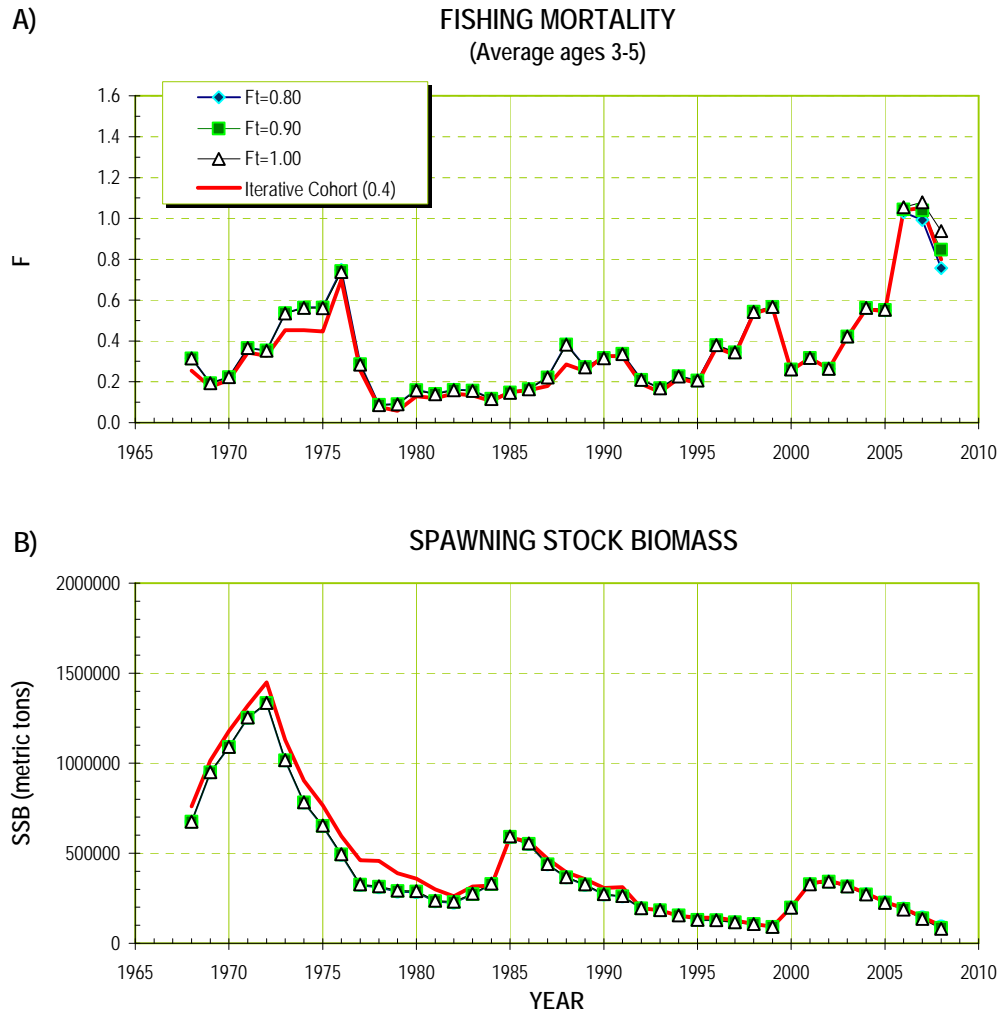 A)
FISHING MORTALITY
(Average ages 3-5)
Ft=0.80
Ft=0.90
Ft=1.00
Iterative Cohort (0.4)
F
1.6
1.4
1.2
1.0
0.8
0.6
0.4
0.2
0.0
1965 1970 1975 1980 1985 1990 1995 2000 2005 2010
B)
SPAWNING STOCK BIOMASS
SSB (metric tons)
2000000
1500000
1000000
500000
0
1965 1970 1975 1980 1985 1990 1995 2000 2005 2010
YEAR